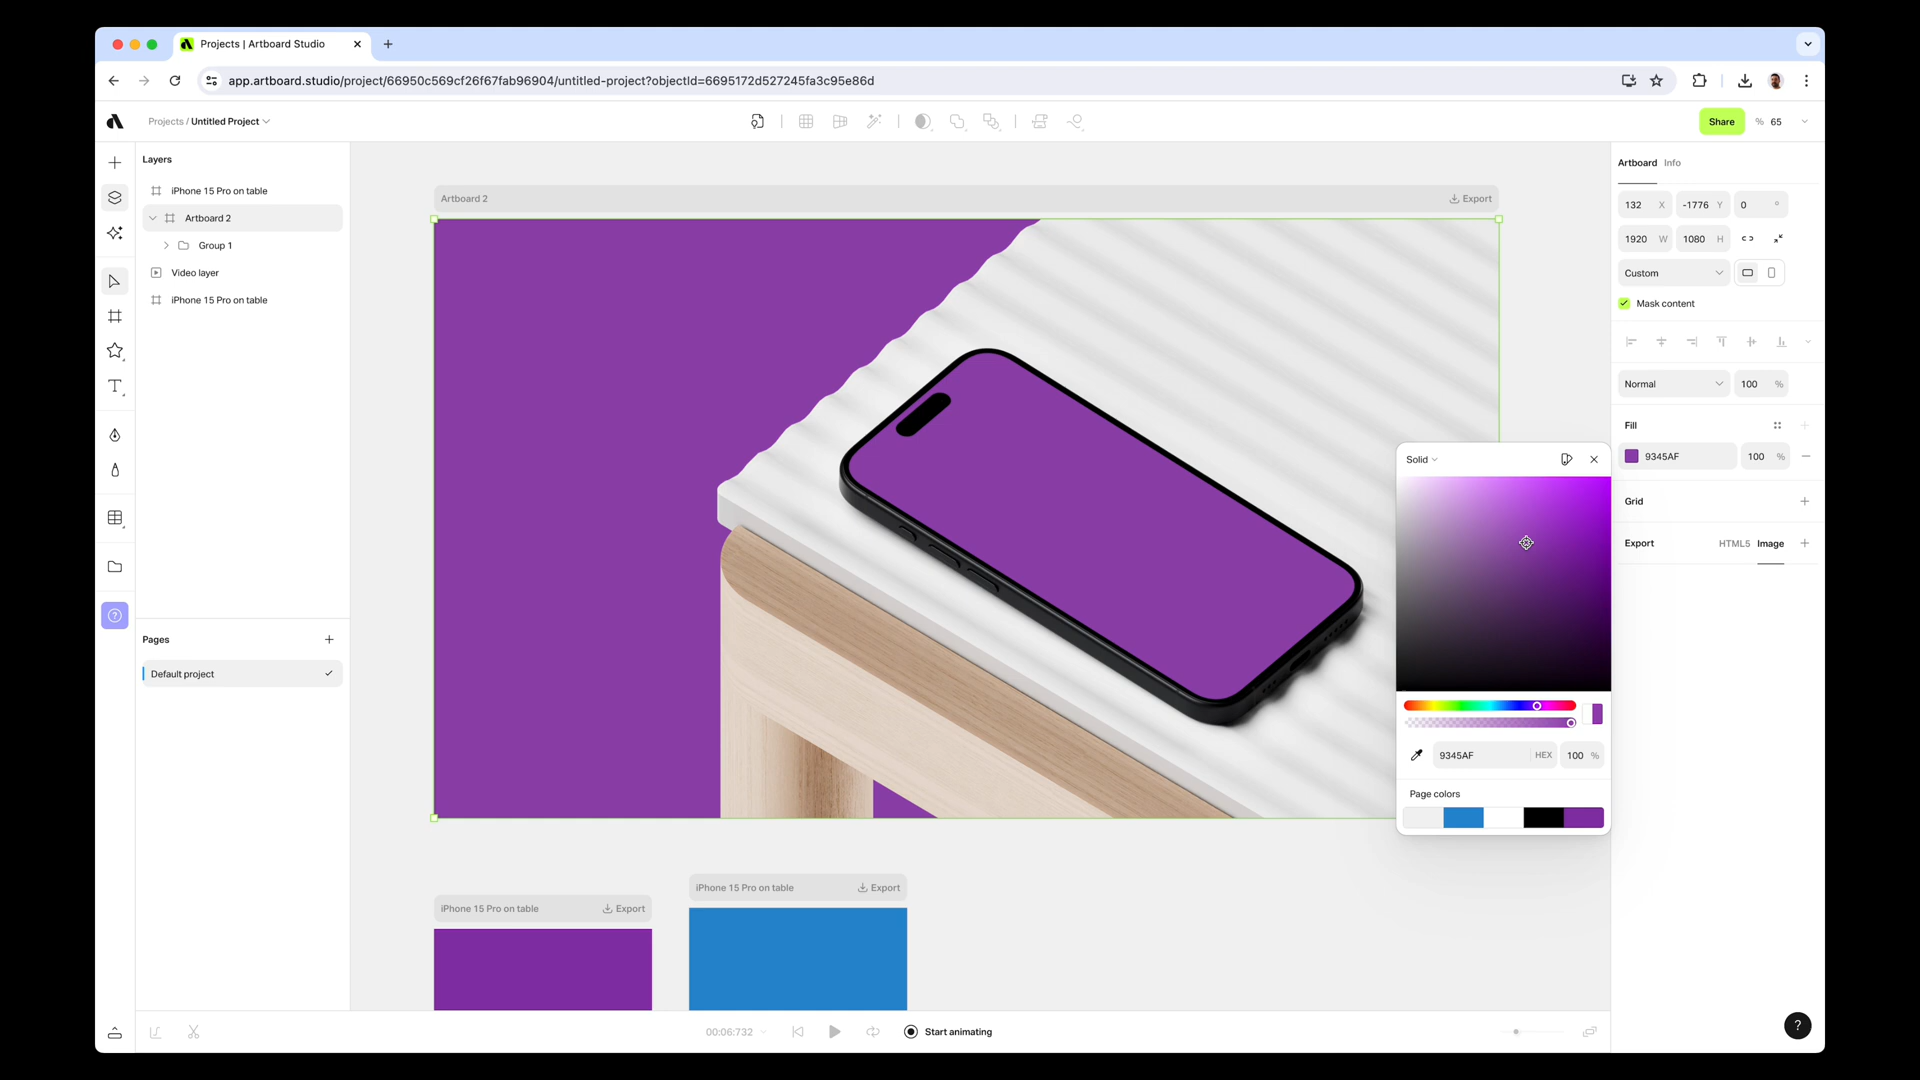 Projects | Artboard Studio
app.artboard.studio/project/66950c569cf26f67fab96904/untitled-project?objectId=6695172d527245fa3c95e86d
Projects / Untitled Project
Share
% 65
Layers
iPhone 15 Pro on table
Artboard 2
Group 1
Video layer
iPhone 15 Pro on table
Pages
Default project
Artboard 2
Export
iPhone 15 Pro on table
Export
iPhone 15 Pro on table
Export
Artboard Info
132 X -1776 Y 0 °
1920 W 1080 H
Custom
Mask content
Normal 100 %
Fill
9345AF 100 %
Grid
Export HTML5 Image
Solid
9345AF HEX 100 %
Page colors
00:06:732
Start animating
?
T
?